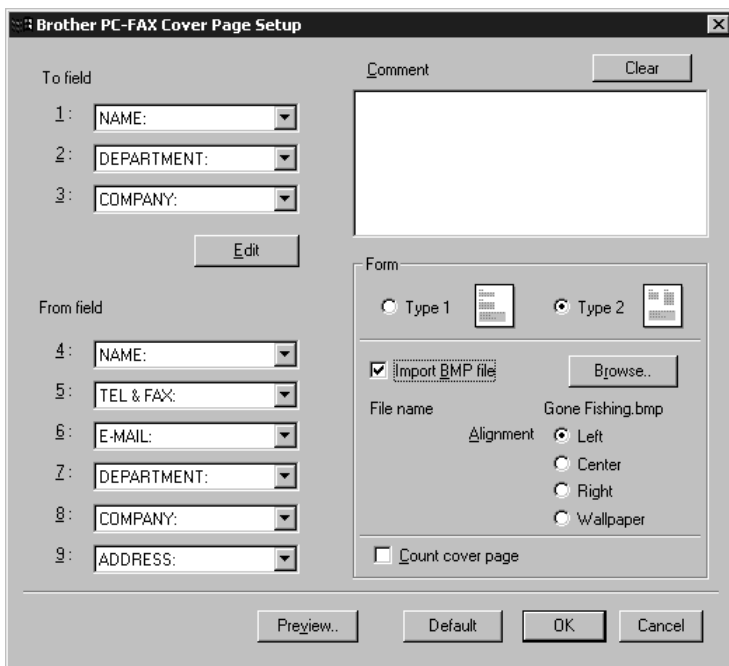 Brother PC-FAX Cover Page Setup
To field
1: NAME:
2: DEPARTMENT:
3: COMPANY:
Edit
From field
4: NAME:
5: TEL & FAX:
6: E-MAIL:
7: DEPARTMENT:
8: COMPANY:
9: ADDRESS:
Comment Clear
Form
Type 1 Type 2
Import BMP file Browse..
File name Gone Fishing.bmp
Alignment Left
Center
Right
Wallpaper
Count cover page
Preview.. Default OK Cancel